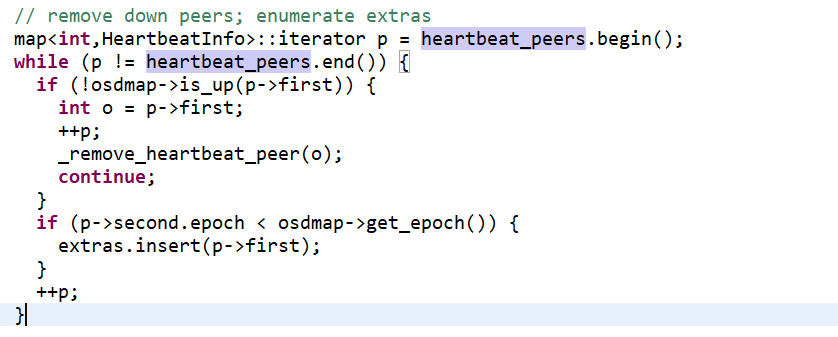 // remove down peers; enumerate extras
map<int,HeartbeatInfo>::iterator p = heartbeat_peers.begin();
while (p != heartbeat_peers.end()) {
if (!osdmap->is_up(p->first)) {
int o = p->first;
++p;
_remove_heartbeat_peer(o);
continue;
}
if (p->second.epoch < osdmap->get_epoch()) {
extras.insert(p->first);
}
++p;
}